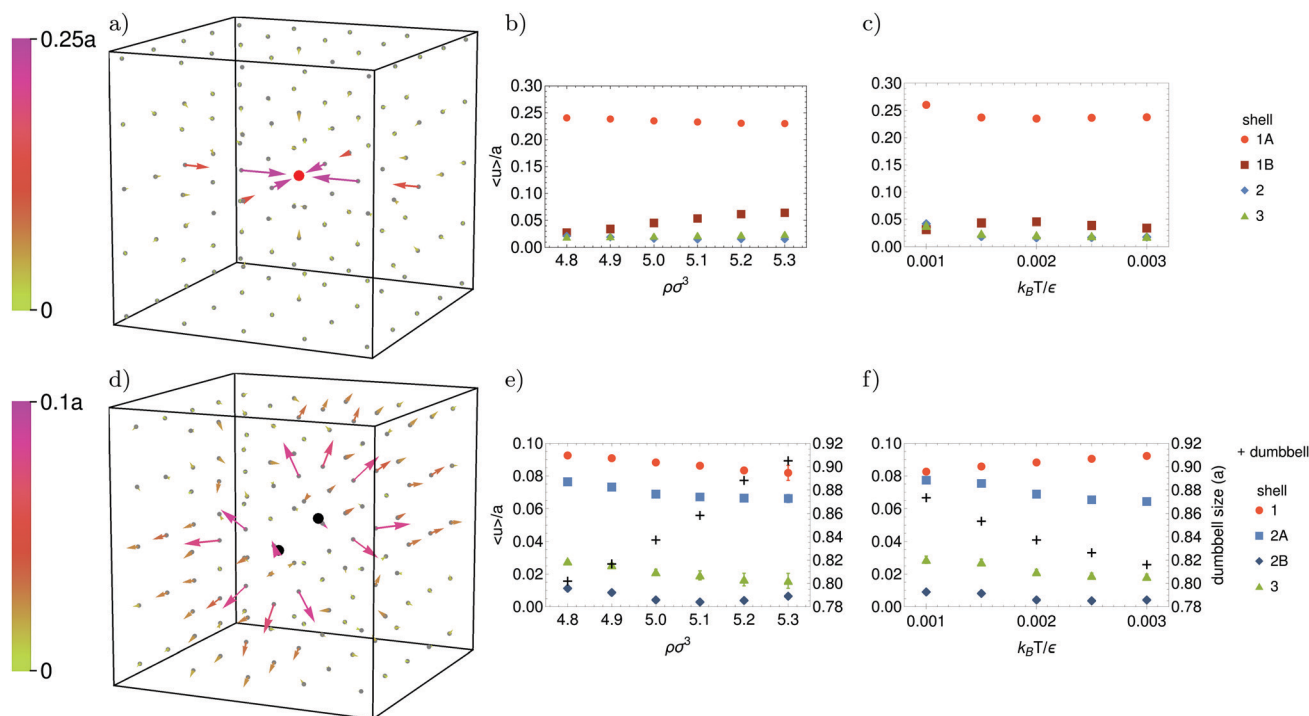 a)
0.25a
0
b)
0.30
0.25
0.20
0.15
0.10
0.05
0.00
<u>/a
4.8 4.9 5.0 5.1 5.2 5.3
ρσ³
c)
0.30
0.25
0.20
0.15
0.10
0.05
0.00
0.001 0.002 0.003
k_BT/ϵ
shell
1A
1B
2
3
d)
0.1a
0
e)
0.10
0.08
0.06
0.04
0.02
0.00
<u>/a
0.92
0.90
0.88
0.86
0.84
0.82
0.80
0.78
4.8 4.9 5.0 5.1 5.2 5.3
ρσ³
f)
0.10
0.08
0.06
0.04
0.02
0.00
0.92
0.90
0.88
0.86
0.84
0.82
0.80
0.78
dumbbell size (a)
0.001 0.002 0.003
k_BT/ϵ
+ dumbbell
shell
1
2A
2B
3